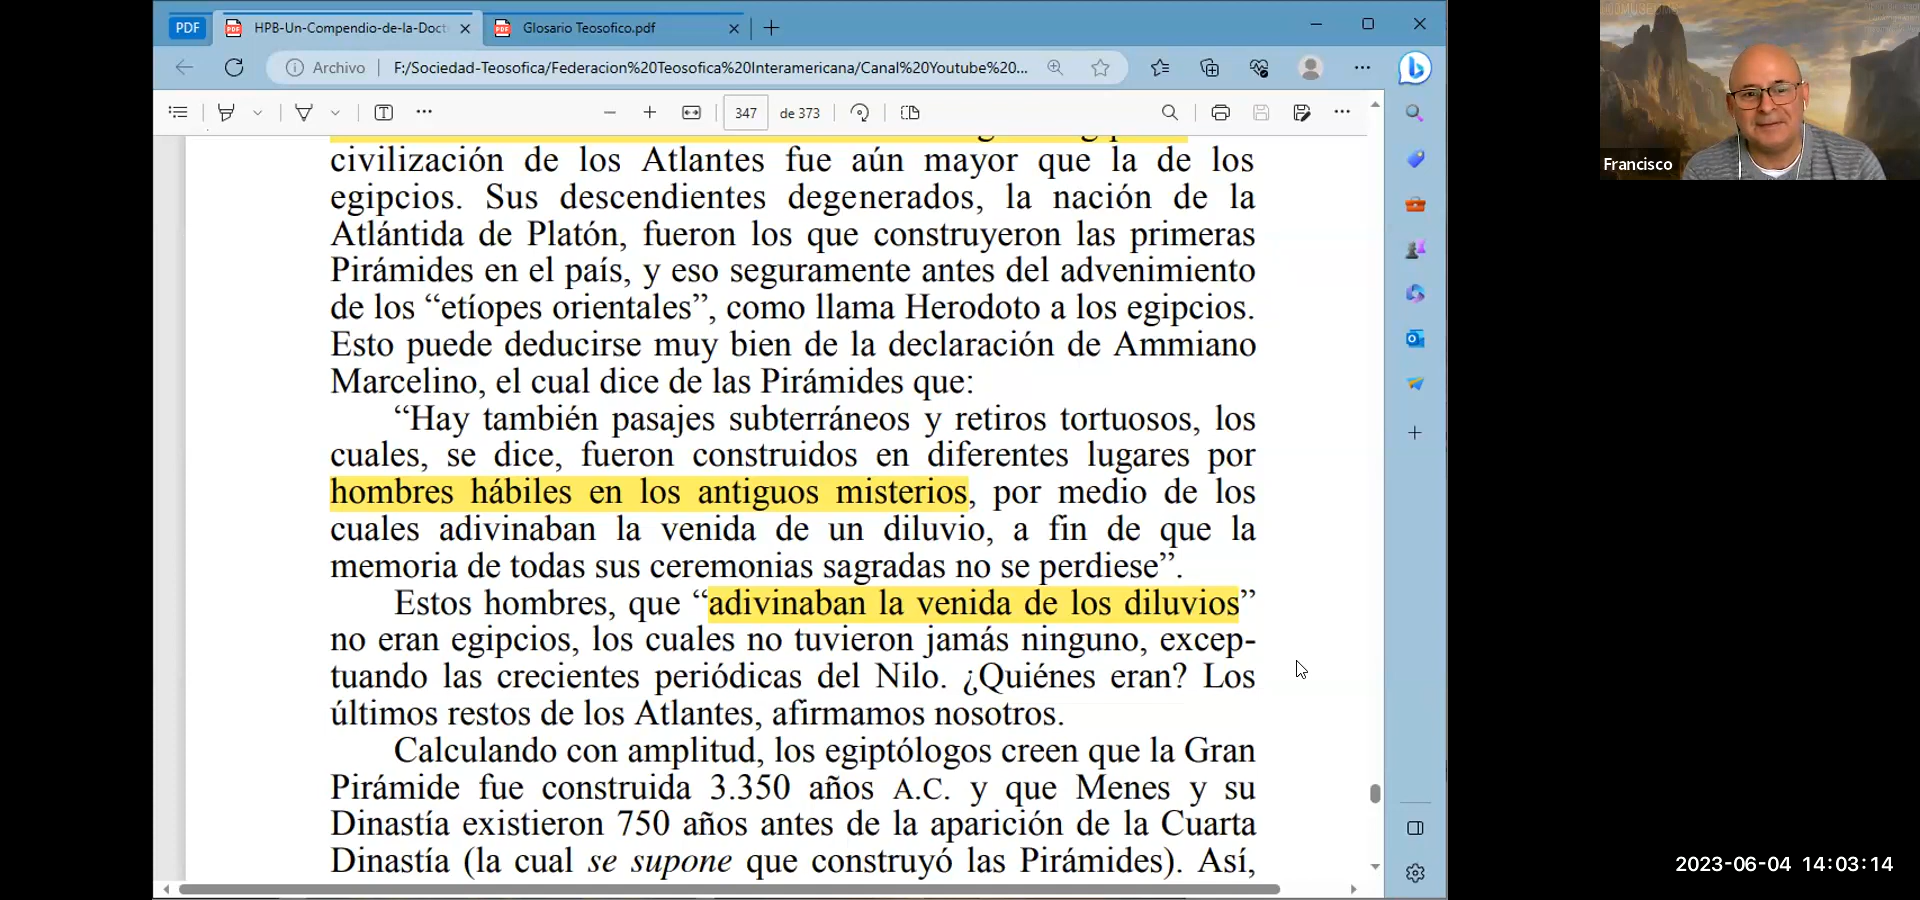 PDF
HPB-Un-Compendio-de-la-Doct
Glosario Teosofico.pdf
Archivo
F:/Sociedad-Teosofica/Federacion%20Teosofica%20Interamericana/Canal%20Youtube%20...
347
de 373
civilización de los Atlantes fue aún mayor que la de los
egipcios. Sus descendientes degenerados, la nación de la
Atlántida de Platón, fueron los que construyeron las primeras
Pirámides en el país, y eso seguramente antes del advenimiento
de los “etíopes orientales”, como llama Herodoto a los egipcios.
Esto puede deducirse muy bien de la declaración de Ammiano
Marcelino, el cual dice de las Pirámides que:
“Hay también pasajes subterráneos y retiros tortuosos, los
cuales, se dice, fueron construidos en diferentes lugares por
hombres hábiles en los antiguos misterios, por medio de los
cuales adivinaban la venida de un diluvio, a fin de que la
memoria de todas sus ceremonias sagradas no se perdiese”.
Estos hombres, que “adivinaban la venida de los diluvios”
no eran egipcios, los cuales no tuvieron jamás ninguno, excep-
tuando las crecientes periódicas del Nilo. ¿Quiénes eran? Los
últimos restos de los Atlantes, afirmamos nosotros.
Calculando con amplitud, los egiptólogos creen que la Gran
Pirámide fue construida 3.350 años A.C. y que Menes y su
Dinastía existieron 750 años antes de la aparición de la Cuarta
Dinastía (la cual se supone que construyó las Pirámides). Así,
Francisco
2023-06-04 14:03:14